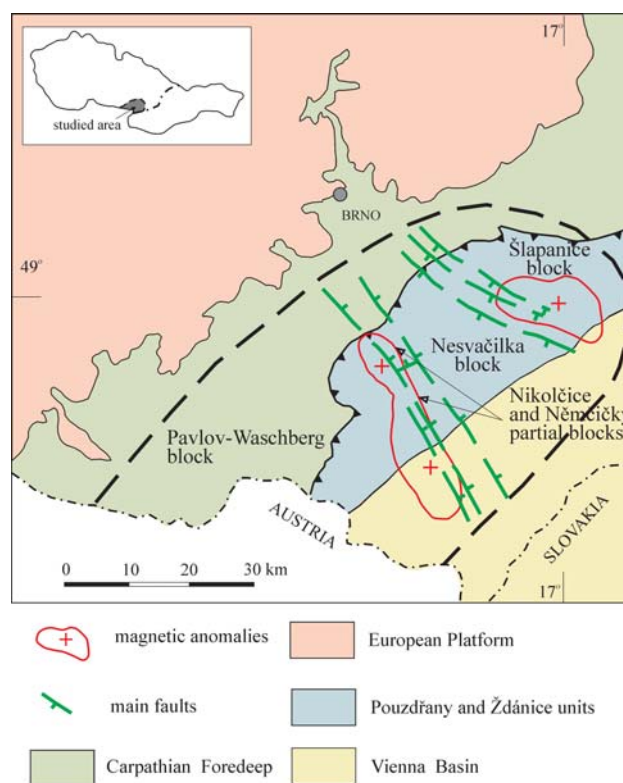 17°
studied area
BRNO
49°
Šlapanice
block
Nesvačilka
block
Nikolčice
and Němčičky
partial blocks
Pavlov-Waschberg
block
AUSTRIA
SLOVAKIA
0 10 20 30 km
17°
magnetic anomalies
European Platform
main faults
Pouzdřany and Ždánice units
Carpathian Foredeep
Vienna Basin